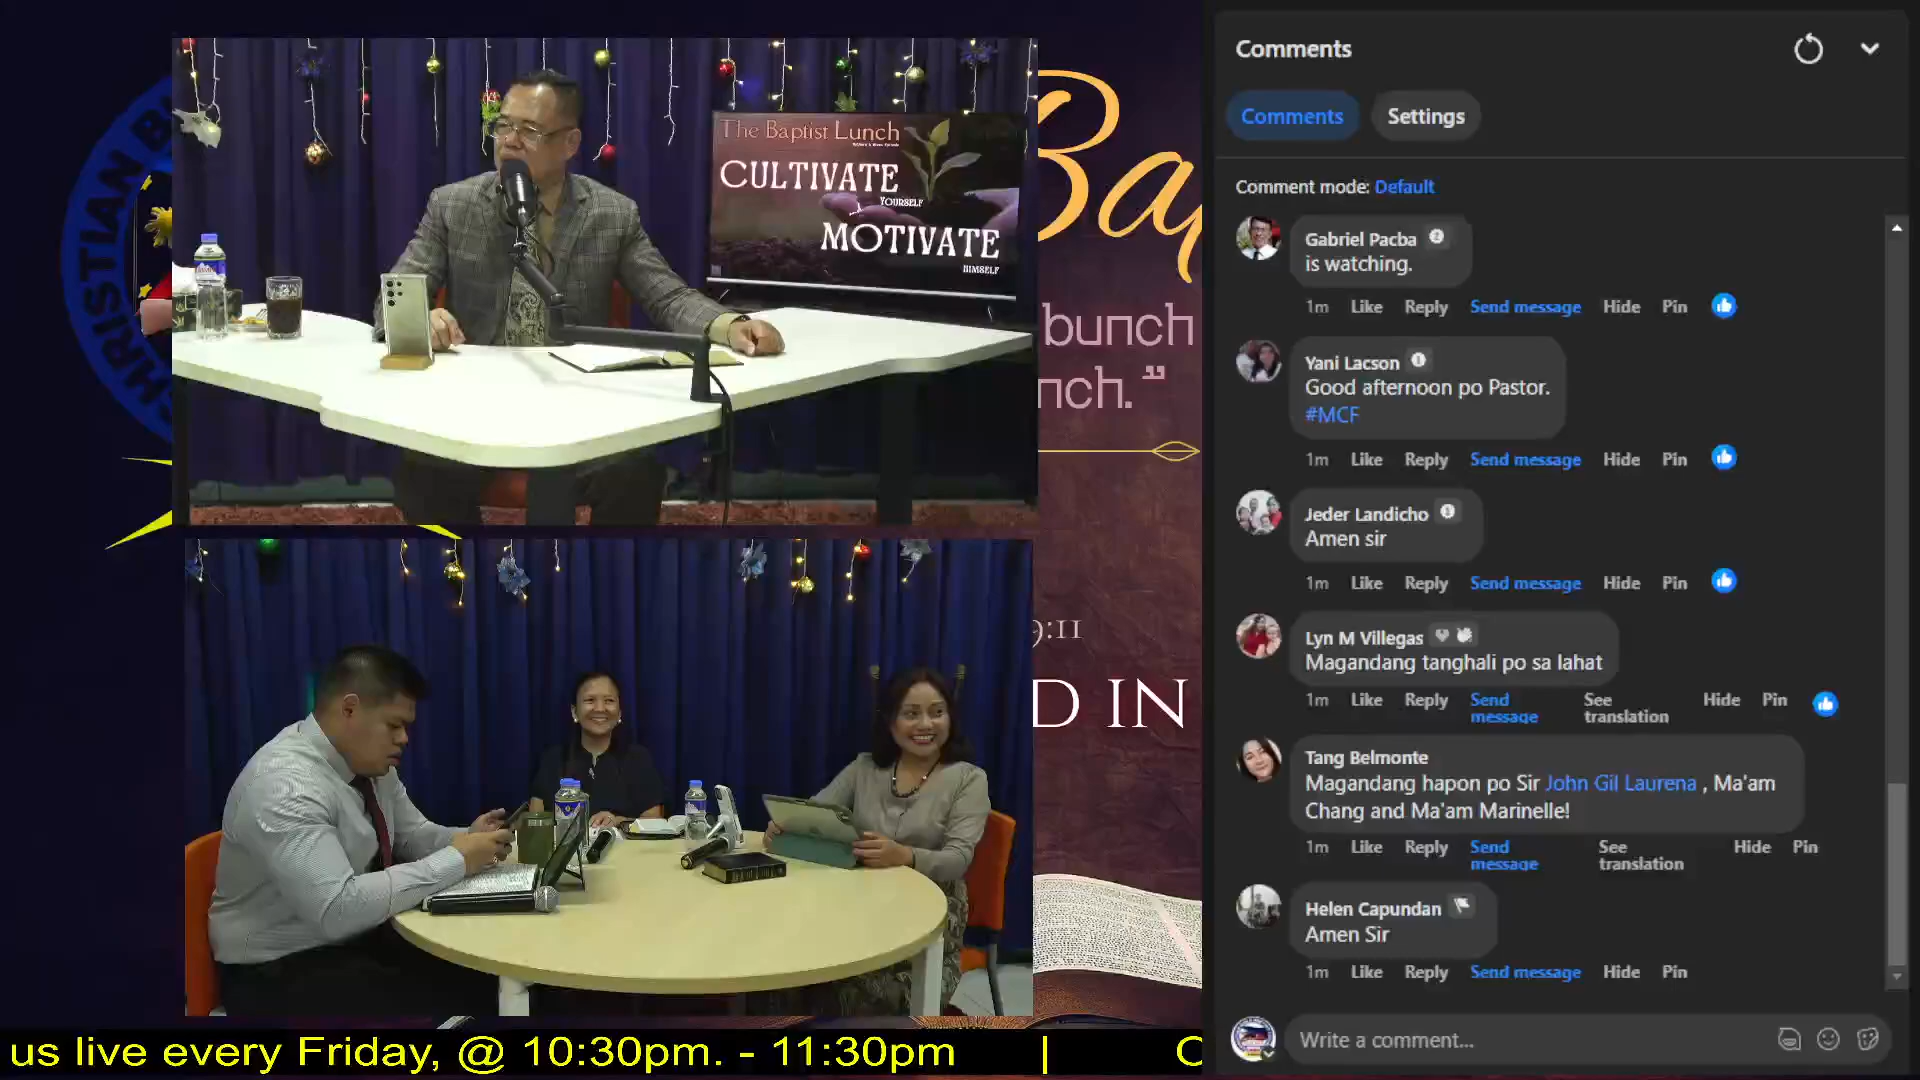 CHRISTIAN B
The Baptist Lunch
CULTIVATE
YOURSELF
MOTIVATE
HIMSELF
Ba
bunch
nch.”
9:11
D IN
us live every Friday, @ 10:30pm. - 11:30pm | C
Comments
Comments Settings
Comment mode: Default
Gabriel Pacba
is watching.
1m Like Reply Send message Hide Pin
Yani Lacson
Good afternoon po Pastor.
#MCF
1m Like Reply Send message Hide Pin
Jeder Landicho
Amen sir
1m Like Reply Send message Hide Pin
Lyn M Villegas
Magandang tanghali po sa lahat
1m Like Reply Send message See translation Hide Pin
Tang Belmonte
Magandang hapon po Sir John Gil Laurena , Ma'am
Chang and Ma'am Marinelle!
1m Like Reply Send message See translation Hide Pin
Helen Capundan
Amen Sir
1m Like Reply Send message Hide Pin
Write a comment...